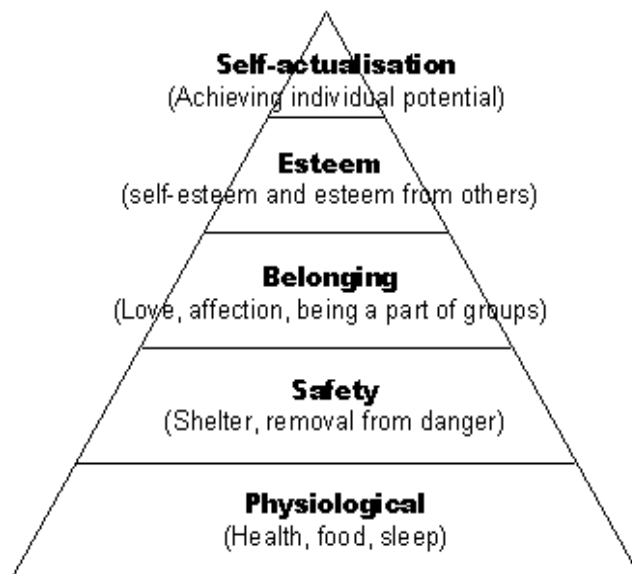 Self-actualisation
(Achieving individual potential)
Esteem
(self-esteem and esteem from others)
Belonging
(Love, affection, being a part of groups)
Safety
(Shelter, removal from danger)
Physiological
(Health, food, sleep)